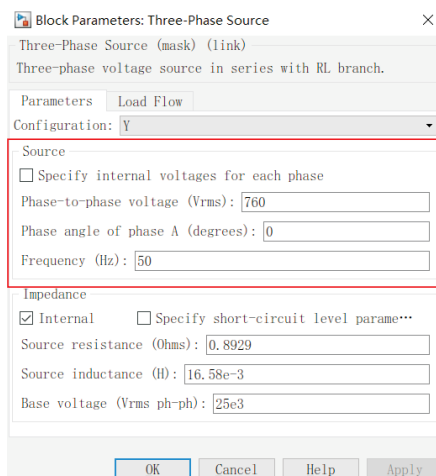 Block Parameters: Three-Phase Source
Three-Phase Source (mask) (link)
Three-phase voltage source in series with RL branch.
Parameters Load Flow
Configuration: Y
Source
Specify internal voltages for each phase
Phase-to-phase voltage (Vrms): 760
Phase angle of phase A (degrees): 0
Frequency (Hz): 50
Impedance
Internal Specify short-circuit level parame…
Source resistance (Ohms): 0.8929
Source inductance (H): 16.58e-3
Base voltage (Vrms ph-ph): 25e3
OK Cancel Help Apply